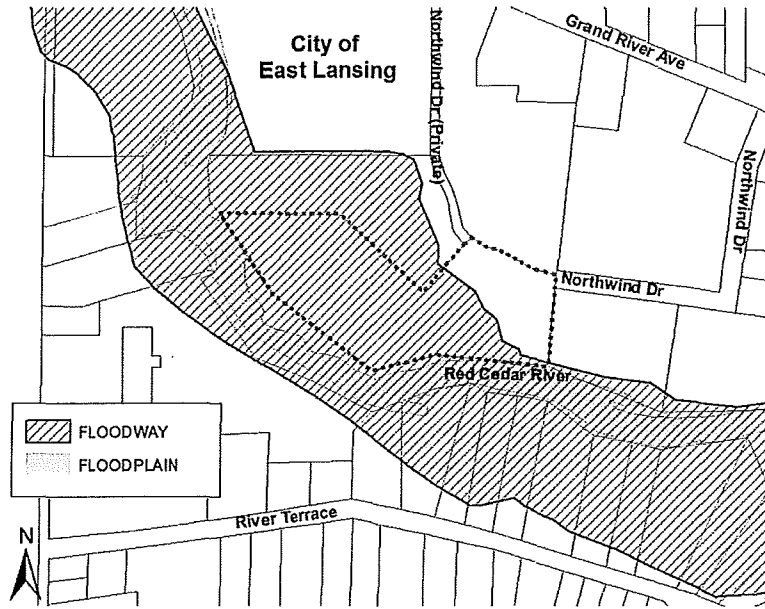 City of
East Lansing
Northwind Dr (Private)
Grand River Ave
Northwind Dr
Northwind Dr
Red Cedar River
FLOODWAY
FLOODPLAIN
River Terrace
N